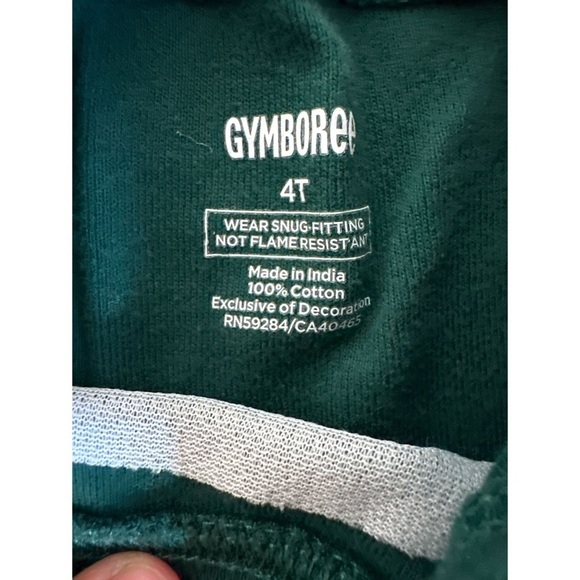 GYMBORee
4T
WEAR SNUG-FITTING
NOT FLAME RESISTANT
Made in India
100% Cotton
Exclusive of Decoration
RN59284/CA40465